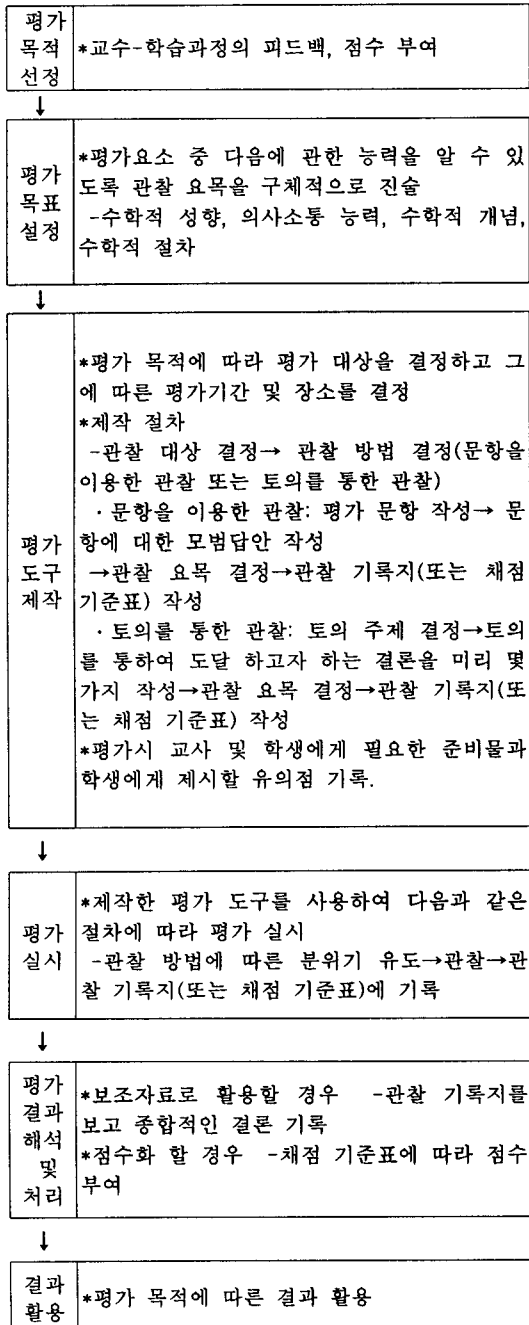 평가
목적
선정
*교수-학습과정의 피드백, 점수 부여
↓
평가
목표
설정
*평가요소 중 다음에 관한 능력을 알 수 있
도록 관찰 요목을 구체적으로 진술
-수학적 성향, 의사소통 능력, 수학적 개념,
수학적 절차
↓
평가
도구
제작
*평가 목적에 따라 평가 대상을 결정하고 그
에 따른 평가기간 및 장소를 결정
*제작 절차
-관찰 대상 결정→ 관찰 방법 결정(문항을
이용한 관찰 또는 토의를 통한 관찰)
· 문항을 이용한 관찰: 평가 문항 작성→ 문
항에 대한 모범답안 작성
→관찰 요목 결정→관찰 기록지(또는 채점
기준표) 작성
· 토의를 통한 관찰: 토의 주제 결정→토의
를 통하여 도달 하고자 하는 결론을 미리 몇
가지 작성→관찰 요목 결정→관찰 기록지(또
는 채점 기준표) 작성
*평가시 교사 및 학생에게 필요한 준비물과
학생에게 제시할 유의점 기록.
↓
평가
실시
*제작한 평가 도구를 사용하여 다음과 같은
절차에 따라 평가 실시
-관찰 방법에 따른 분위기 유도→관찰→관
찰 기록지(또는 채점 기준표)에 기록
↓
평가
결과
해석
및
처리
*보조자료로 활용할 경우 -관찰 기록지를
보고 종합적인 결론 기록
*점수화 할 경우 -채점 기준표에 따라 점수
부여
↓
결과
활용
*평가 목적에 따른 결과 활용